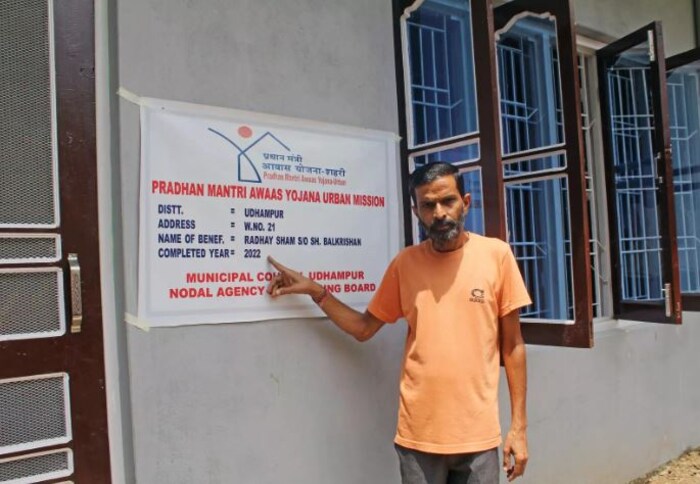 प्रधान मंत्री
आवास योजना-शहरी
Pradhan Mantri Awaas Yojana-Urban
PRADHAN MANTRI AWAAS YOJANA URBAN MISSION
DISTT. = UDHAMPUR
ADDRESS = W.NO. 21
NAME OF BENEF. = RADHAY SHAM S/O SH. BALKRISHAN
COMPLETED YEAR = 2022
MUNICIPAL UDHAMPUR
NODAL AGENCY BOARD